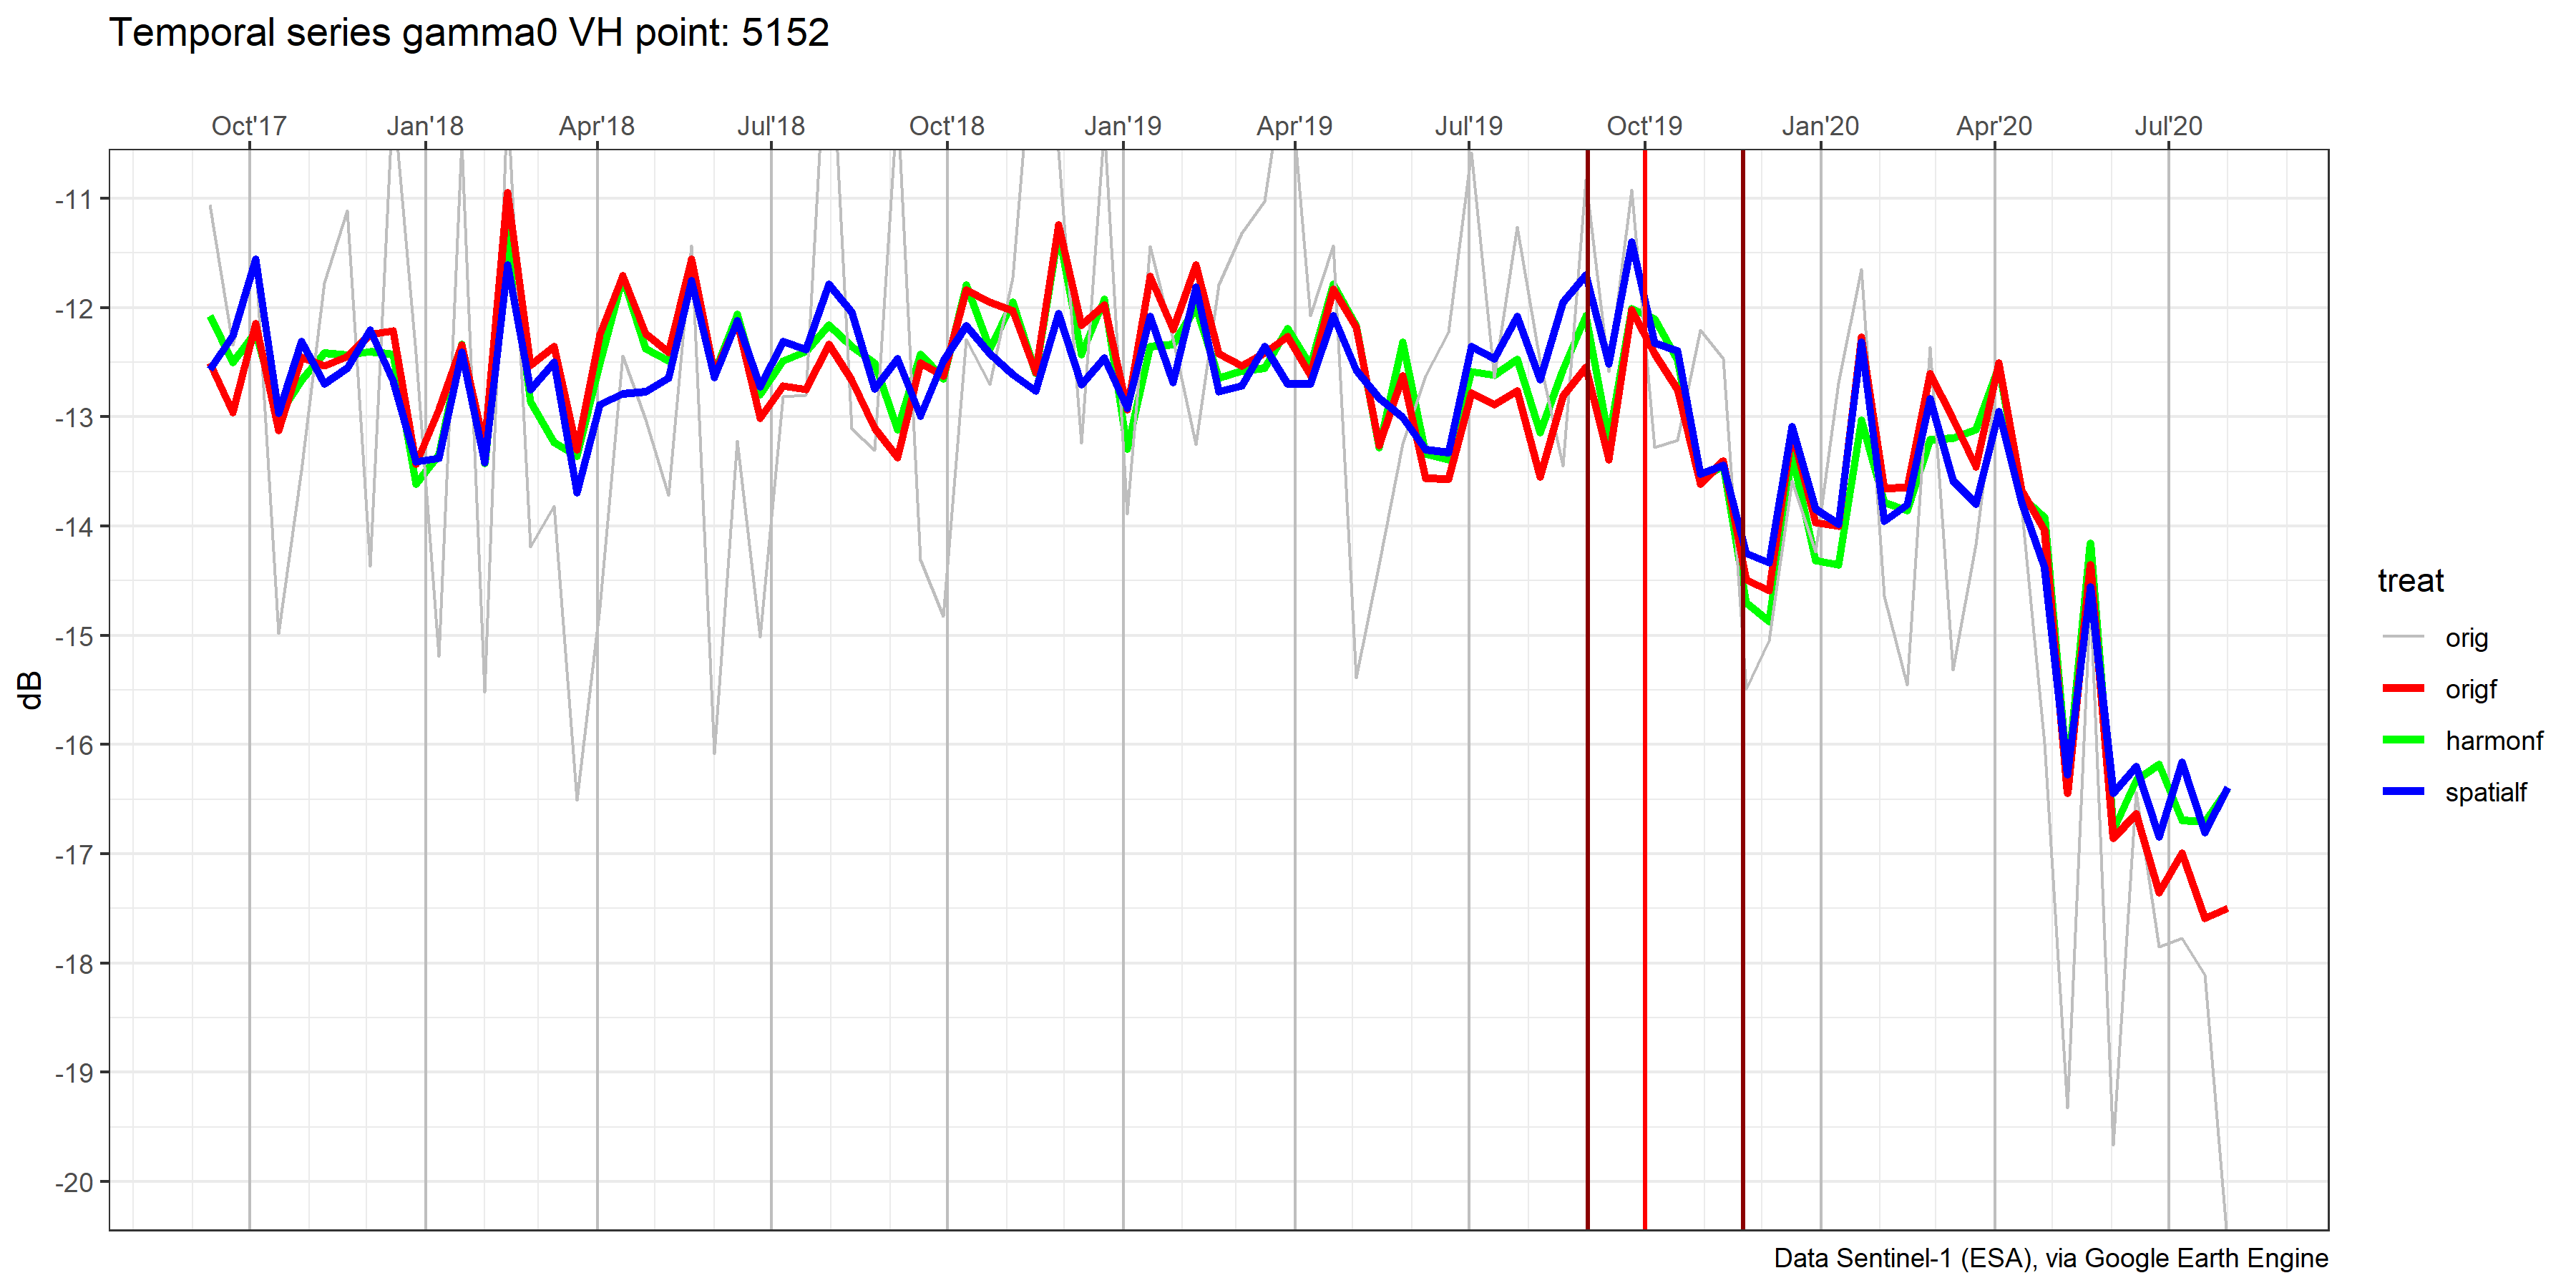 Temporal series gamma0 VH point: 5152
Oct'17 Jan'18 Apr'18 Jul'18 Oct'18 Jan'19 Apr'19 Jul'19 Oct'19 Jan'20 Apr'20 Jul'20
-11
-12
-13
-14
-15
-16
-17
-18
-19
-20
dB
treat
orig
origf
harmonf
spatialf
Data Sentinel-1 (ESA), via Google Earth Engine